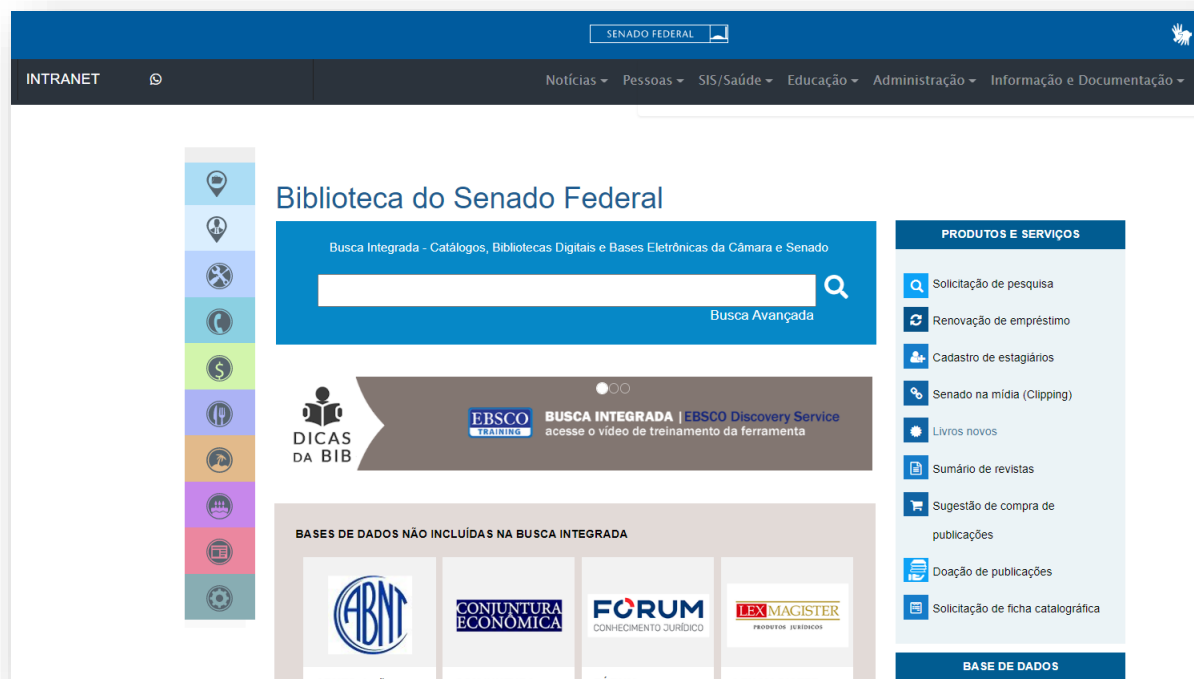 SENADO FEDERAL
INTRANET
Notícias Pessoas SIS/Saúde Educação Administração Informação e Documentação
Biblioteca do Senado Federal
Busca Integrada - Catálogos, Bibliotecas Digitais e Bases Eletrônicas da Câmara e Senado
Busca Avançada
DICAS
DA BIB
EBSCO
TRAINING
BUSCA INTEGRADA | EBSCO Discovery Service
acesse o vídeo de treinamento da ferramenta
BASES DE DADOS NÃO INCLUÍDAS NA BUSCA INTEGRADA
ABNT
CONJUNTURA
ECONÔMICA
FÓRUM
CONHECIMENTO JURÍDICO
LEX MAGISTER
PRODUTOS JURÍDICOS
PRODUTOS E SERVIÇOS
Solicitação de pesquisa
Renovação de empréstimo
Cadastro de estagiários
Senado na mídia (Clipping)
Livros novos
Sumário de revistas
Sugestão de compra de
publicações
Doação de publicações
Solicitação de ficha catalográfica
BASE DE DADOS